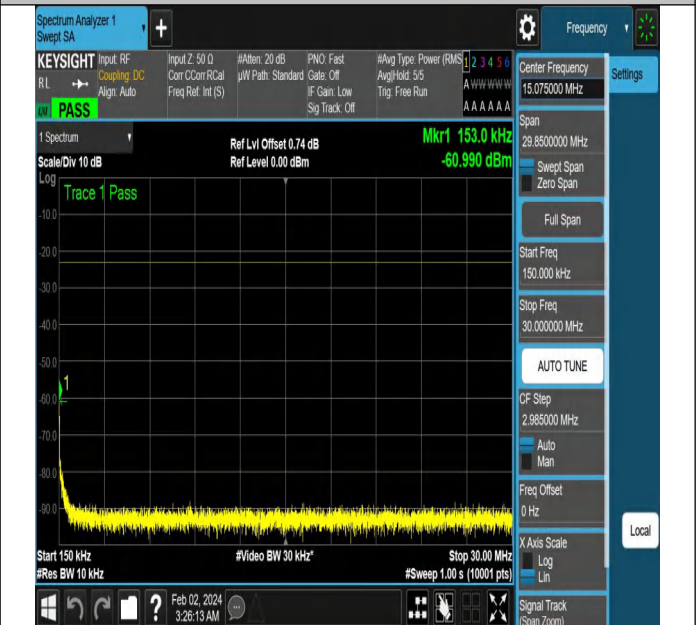 Spectrum Analyzer 1
Swept SA
+
Frequency
KEYSIGHT
RL
PASS
Input: RF
Coupling: DC
Align: Auto
Input Z: 50 Ω
Corr CCorr RCal
Freq Ref: Int (S)
#Atten: 20 dB
µW Path: Standard
PNO: Fast
Gate: Off
IF Gain: Low
Sig Track: Off
#Avg Type: Power (RMS
Avg|Hold: 5/5
Trig: Free Run
1 2 3 4 5 6
A W W W W W
A A A A A A
1 Spectrum
Scale/Div 10 dB
Ref Lvl Offset 0.74 dB
Ref Level 0.00 dBm
Mkr1 153.0 kHz
-60.990 dBm
Log
Trace 1 Pass
-10.0
-20.0
-30.0
-40.0
-50.0
-60.0
-70.0
-80.0
-90.0
1
Start 150 kHz
#Res BW 10 kHz
#Video BW 30 kHz*
Stop 30.00 MHz
#Sweep 1.00 s (10001 pts)
Feb 02, 2024
3:26:13 AM
Center Frequency
15.075000 MHz
Span
29.8500000 MHz
Swept Span
Zero Span
Full Span
Start Freq
150.000 kHz
Stop Freq
30.000000 MHz
AUTO TUNE
CF Step
2.985000 MHz
Auto
Man
Freq Offset
0 Hz
X Axis Scale
Log
Lin
Signal Track
(Span Zoom)
Settings
Local